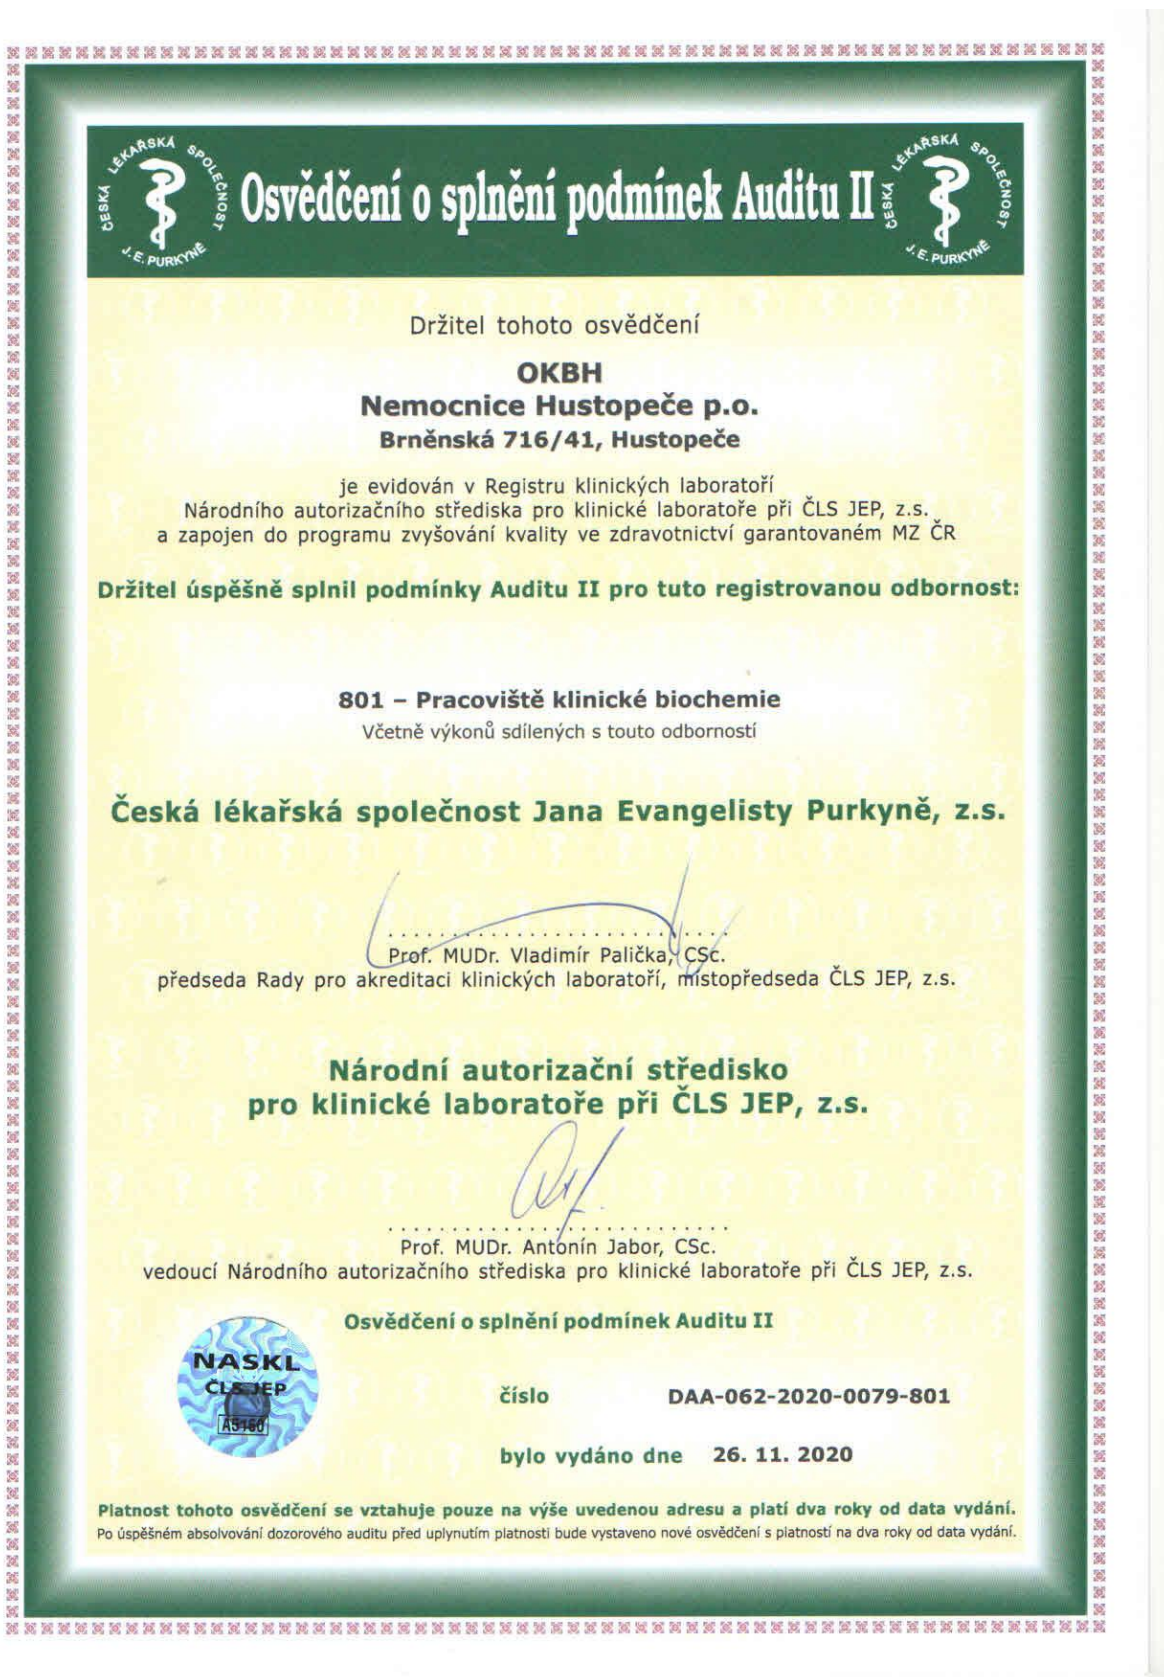 ČESKÁ LÉKAŘSKÁ SPOLEČNOST
J. E. PURKYNĚ
Osvědčení o splnění podmínek Auditu II
ČESKÁ LÉKAŘSKÁ SPOLEČNOST
J. E. PURKYNĚ
Držitel tohoto osvědčení
OKBH
Nemocnice Hustopeče p.o.
Brněnská 716/41, Hustopeče
je evidován v Registru klinických laboratoří
Národního autorizačního střediska pro klinické laboratoře při ČLS JEP, z.s.
a zapojen do programu zvyšování kvality ve zdravotnictví garantovaném MZ ČR
Držitel úspěšně splnil podmínky Auditu II pro tuto registrovanou odbornost:
801 – Pracoviště klinické biochemie
Včetně výkonů sdílených s touto odborností
Česká lékařská společnost Jana Evangelisty Purkyně, z.s.
Prof. MUDr. Vladimír Palička, CSc.
předseda Rady pro akreditaci klinických laboratoří, místopředseda ČLS JEP, z.s.
Národní autorizační středisko
pro klinické laboratoře při ČLS JEP, z.s.
Prof. MUDr. Antonín Jabor, CSc.
vedoucí Národního autorizačního střediska pro klinické laboratoře při ČLS JEP, z.s.
Osvědčení o splnění podmínek Auditu II
NASKL
ČLS JEP
A5160
číslo DAA-062-2020-0079-801
bylo vydáno dne 26. 11. 2020
Platnost tohoto osvědčení se vztahuje pouze na výše uvedenou adresu a platí dva roky od data vydání.
Po úspěšném absolvování dozorového auditu před uplynutím platnosti bude vystaveno nové osvědčení s platností na dva roky od data vydání.